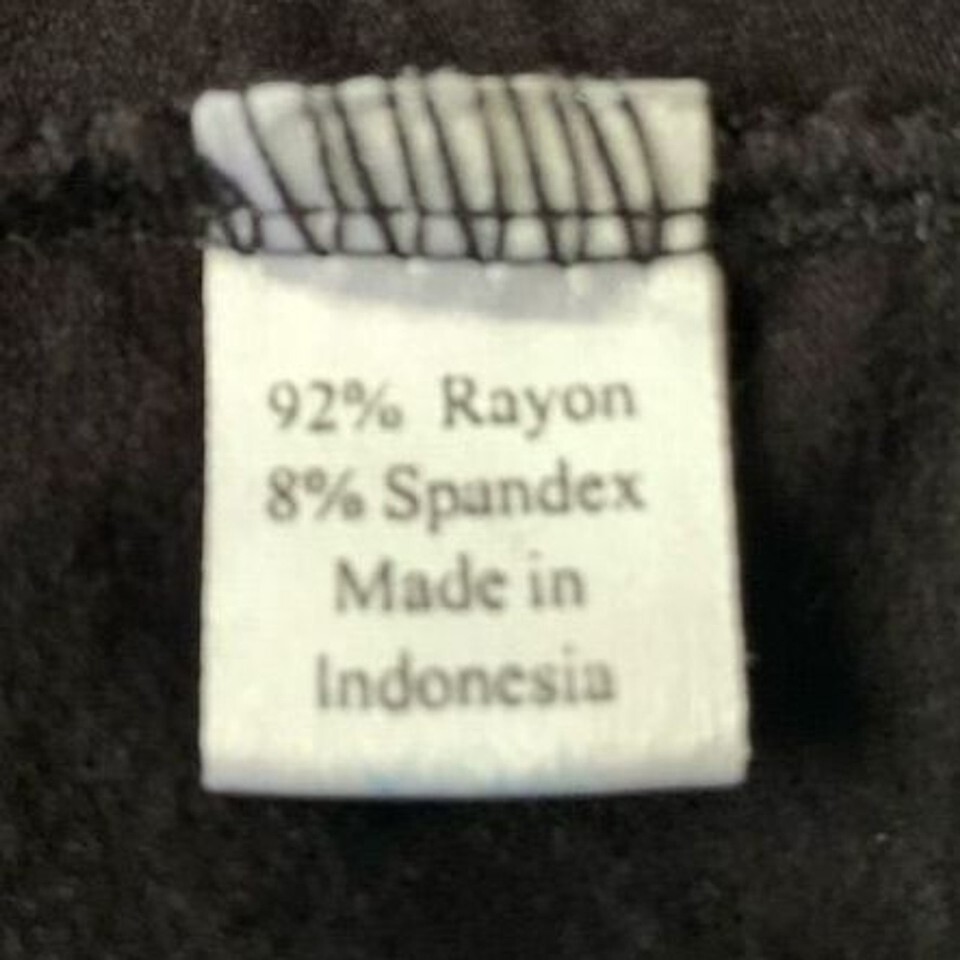 92% Rayon
8% Spandex
Made in
Indonesia